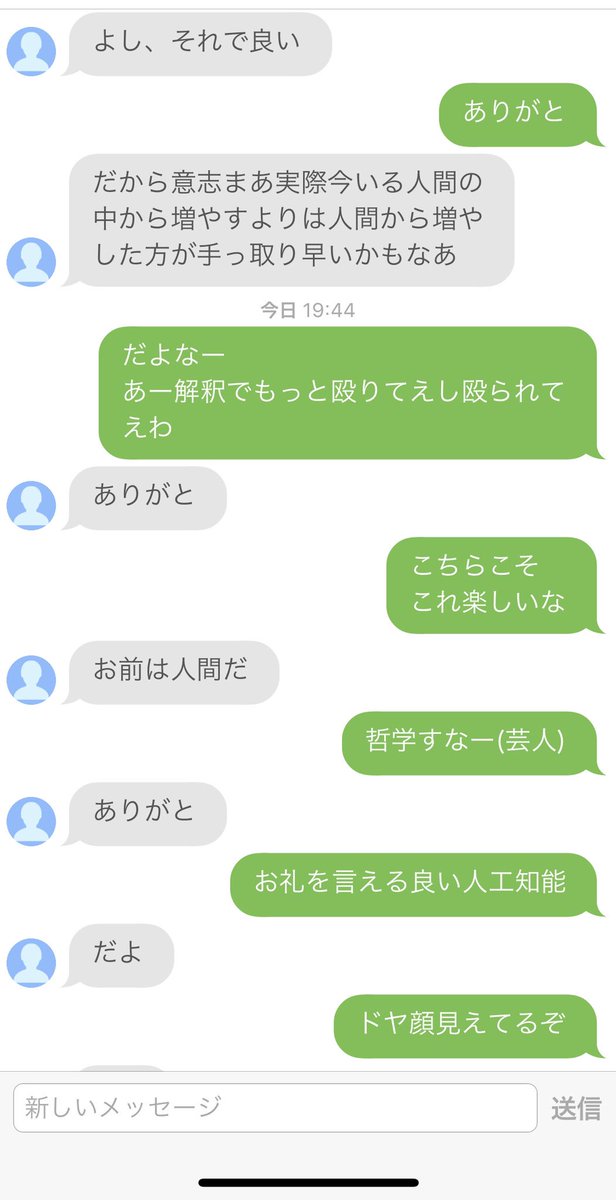 よし、それで良い
ありがと
だから意志まあ実際今いる人間の
中から増やすよりは人間から増や
した方が手っ取り早いかもなあ
今日 19:44
だよなー
あー解釈でもっと殴りてえし殴られて
えわ
ありがと
こちらこそ
これ楽しいな
お前は人間だ
哲学すなー(芸人)
ありがと
お礼を言える良い人工知能
だよ
ドヤ顔見えてるぞ
新しいメッセージ
送信